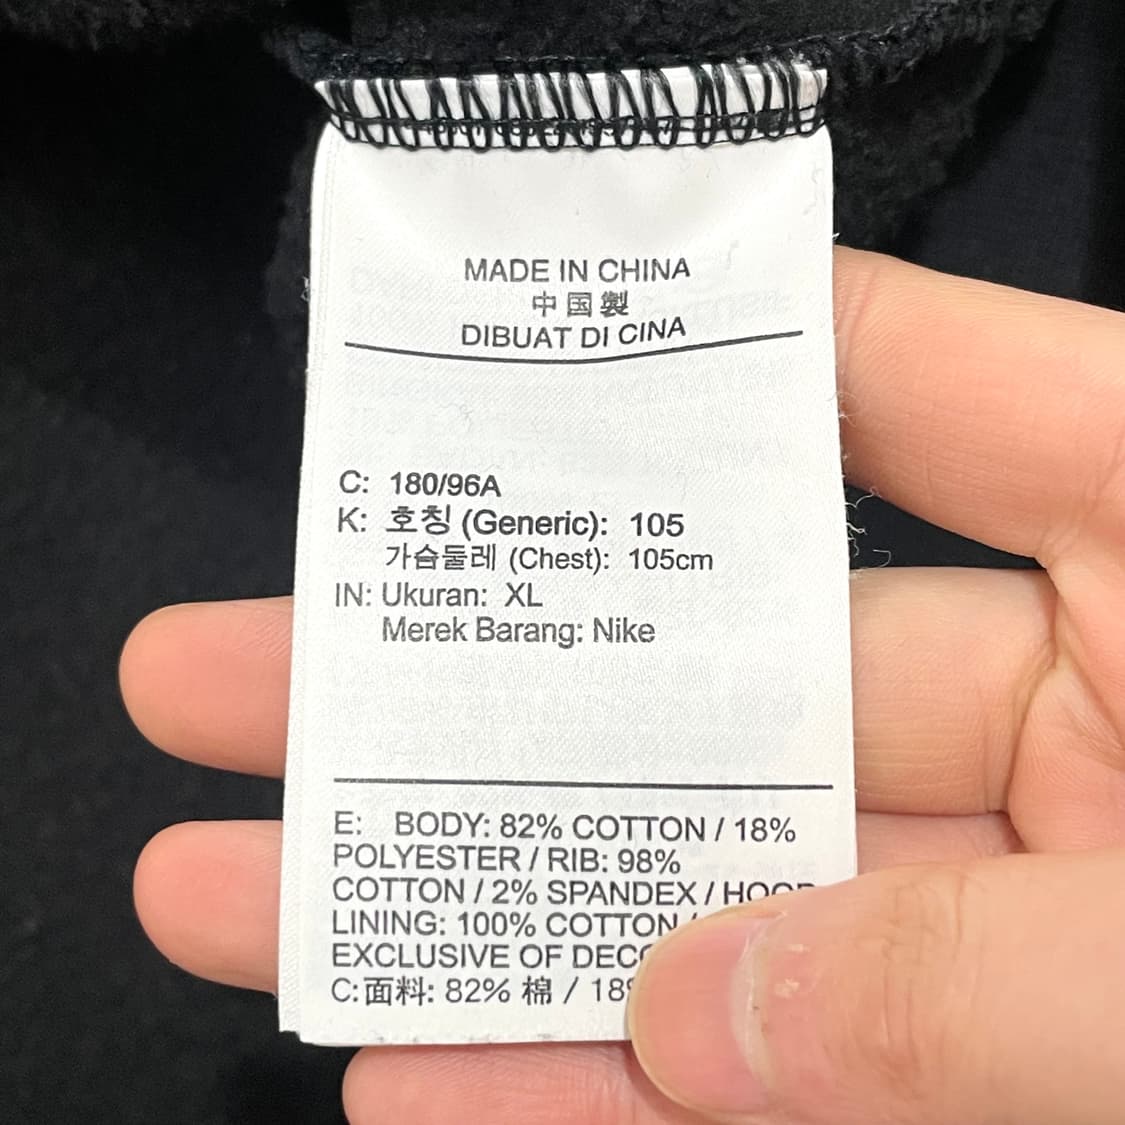 MADE IN CHINA
中国製
DIBUAT DI CINA
C: 180/96A
K: 호칭 (Generic): 105
가슴둘레 (Chest): 105cm
IN: Ukuran: XL
Merek Barang: Nike
E: BODY: 82% COTTON / 18%
POLYESTER / RIB: 98%
COTTON / 2% SPANDEX / HOOD
LINING: 100% COTTON /
EXCLUSIVE OF
C:面料: 82% 棉 / 18%